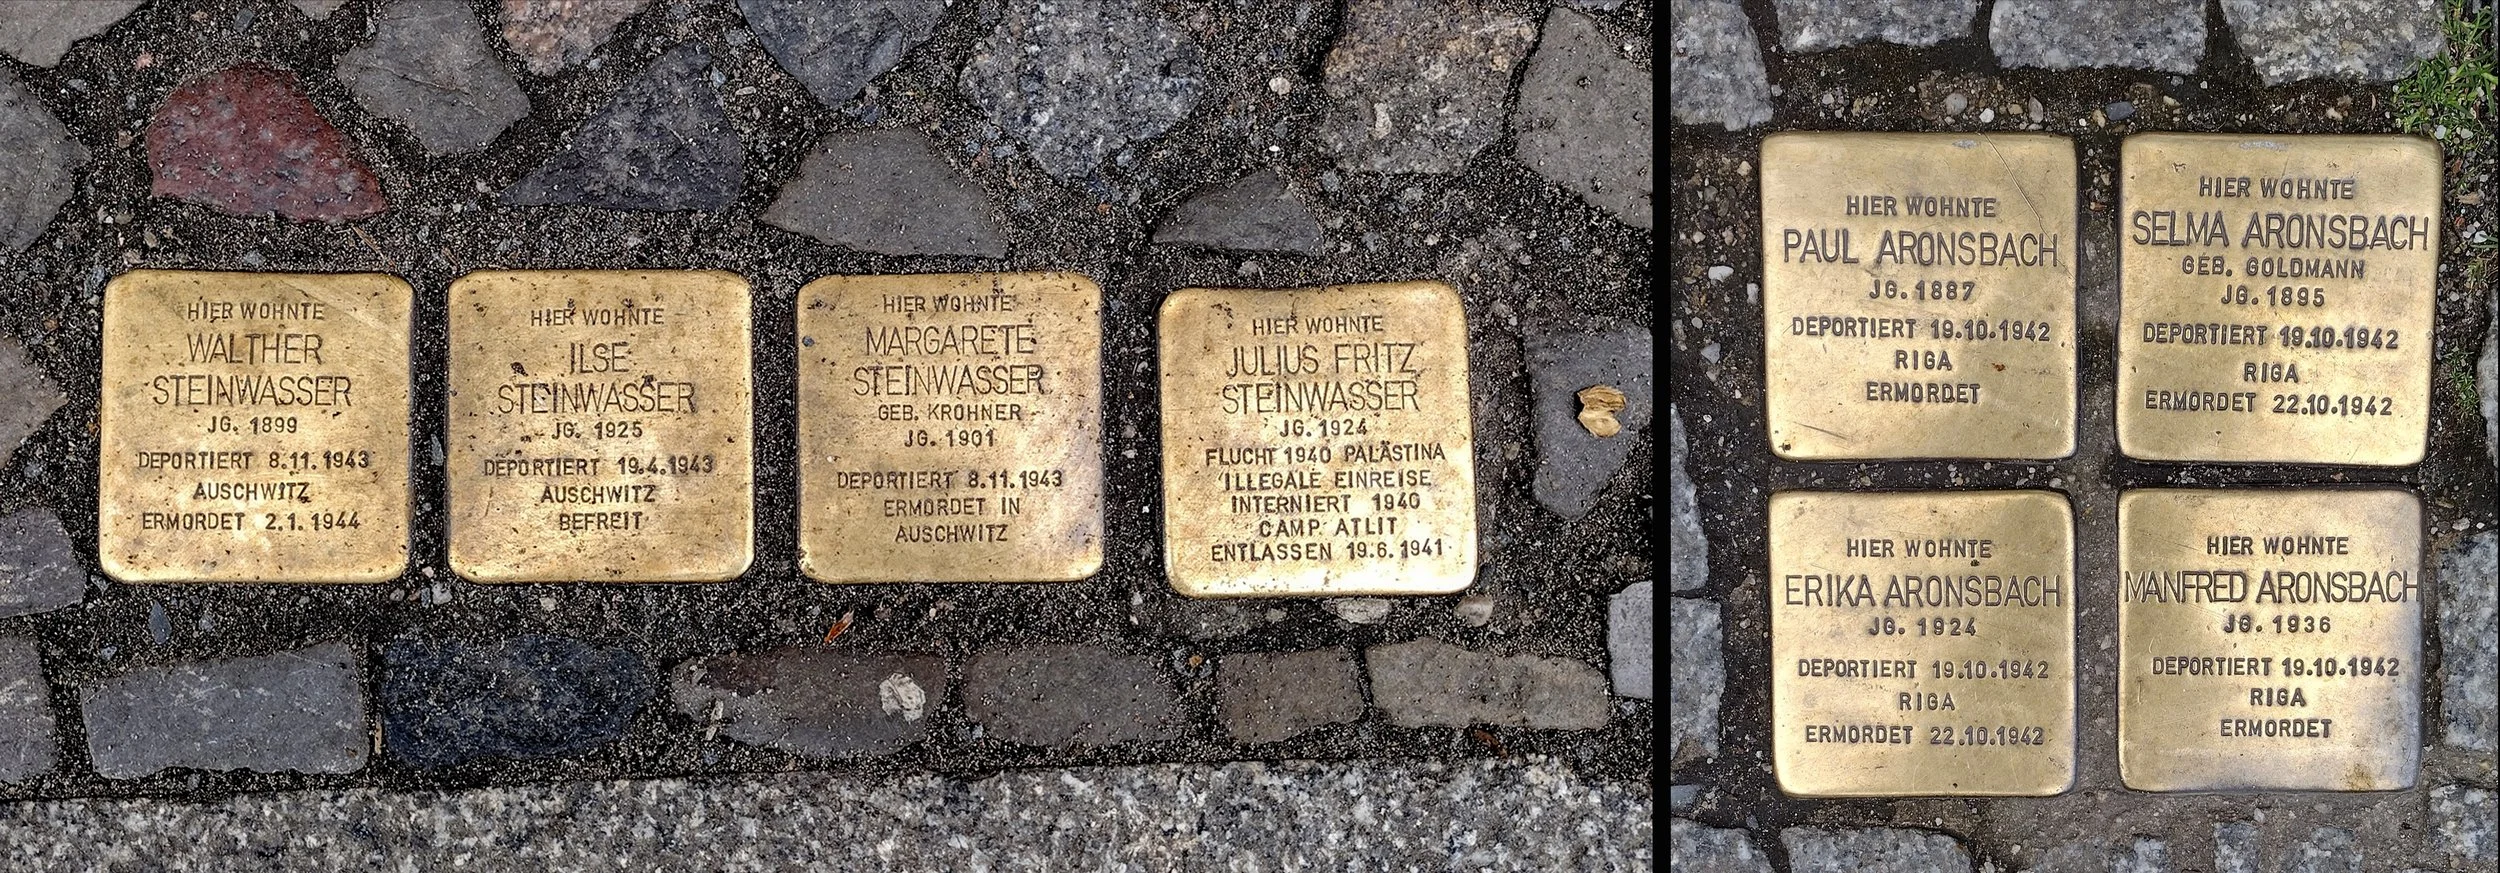 HIER WOHNTE
WALTHER
STEINWASSER
JG. 1899
DEPORTIERT 8.11.1943
AUSCHWITZ
ERMORDET 2.1.1944
HIER WOHNTE
ILSE
STEINWASSER
JG. 1925
DEPORTIERT 19.4.1943
AUSCHWITZ
BEFREIT
HIER WOHNTE
MARGARETE
STEINWASSER
GEB. KROHNER
JG. 1901
DEPORTIERT 8.11.1943
ERMORDET IN
AUSCHWITZ
HIER WOHNTE
JULIUS FRITZ
STEINWASSER
JG. 1924
FLUCHT 1940 PALÄSTINA
ILLEGALE EINREISE
INTERNIERT 1940
CAMP ATLIT
ENTLASSEN 19.6.1941
HIER WOHNTE
PAUL ARONSBACH
JG. 1887
DEPORTIERT 19.10.1942
RIGA
ERMORDET
HIER WOHNTE
SELMA ARONSBACH
GEB. GOLDMANN
JG. 1895
DEPORTIERT 19.10.1942
RIGA
ERMORDET 22.10.1942
HIER WOHNTE
ERIKA ARONSBACH
JG. 1924
DEPORTIERT 19.10.1942
RIGA
ERMORDET 22.10.1942
HIER WOHNTE
MANFRED ARONSBACH
JG. 1936
DEPORTIERT 19.10.1942
RIGA
ERMORDET